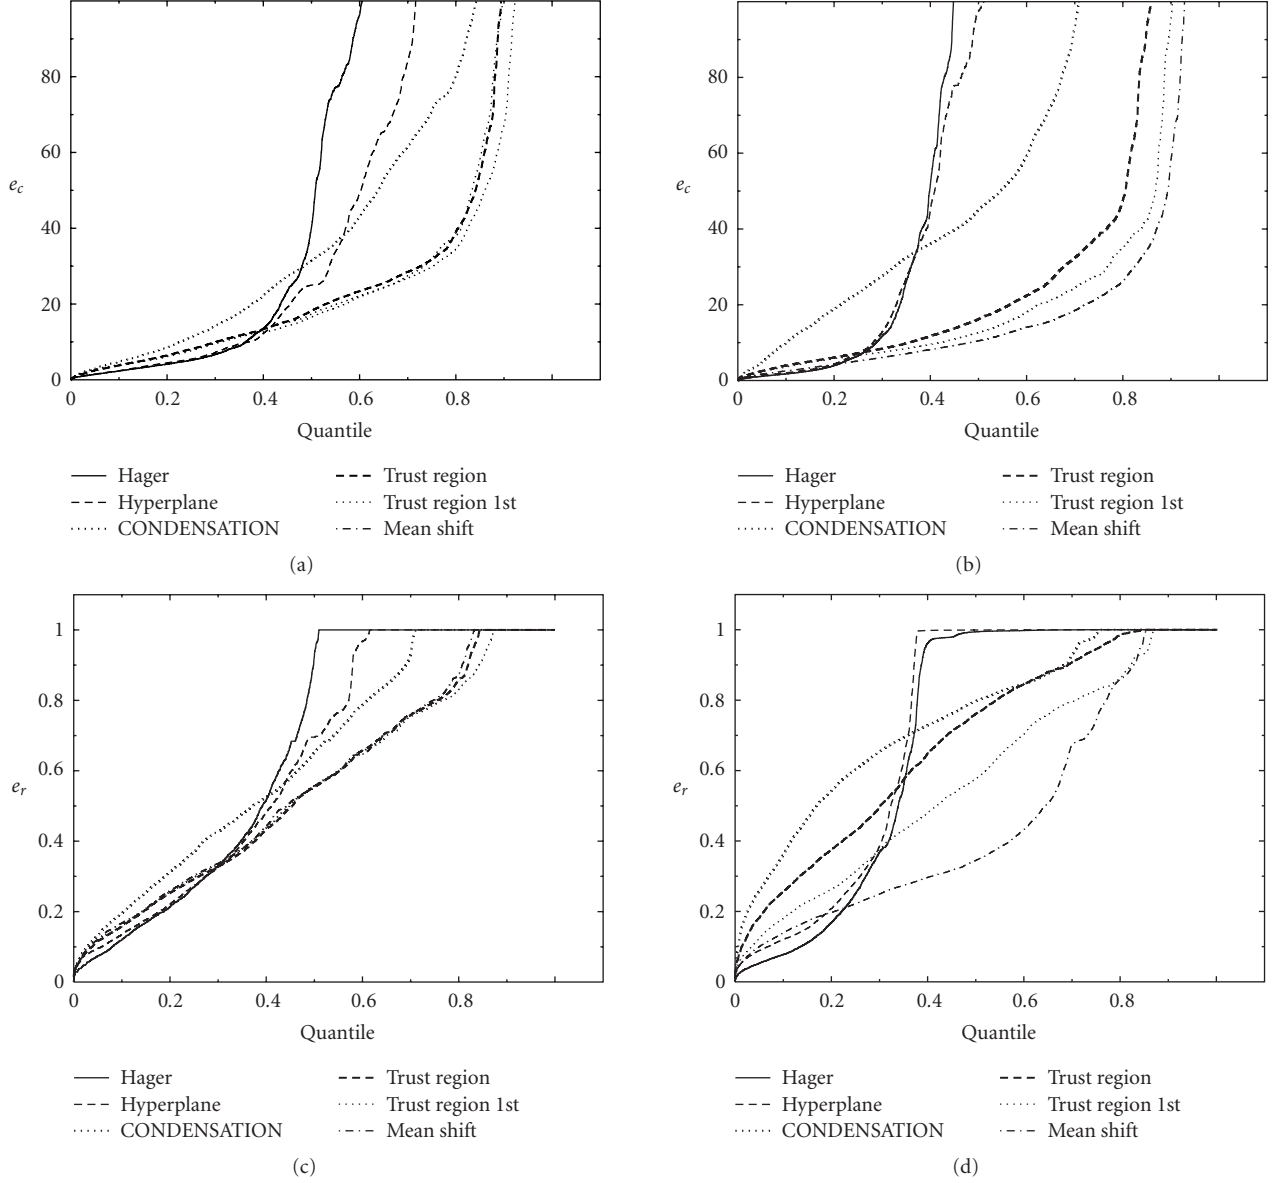 80
60
e_c
40
20
0
0 0.2 0.4 0.6 0.8
Quantile
Hager
Hyperplane
CONDENSATION
Trust region
Trust region 1st
Mean shift
(a)
80
60
e_c
40
20
0
0 0.2 0.4 0.6 0.8
Quantile
Hager
Hyperplane
CONDENSATION
Trust region
Trust region 1st
Mean shift
(b)
1
0.8
0.6
e_r
0.4
0.2
0
0 0.2 0.4 0.6 0.8
Quantile
Hager
Hyperplane
CONDENSATION
Trust region
Trust region 1st
Mean shift
(c)
1
0.8
0.6
e_r
0.4
0.2
0
0 0.2 0.4 0.6 0.8
Quantile
Hager
Hyperplane
CONDENSATION
Trust region
Trust region 1st
Mean shift
(d)